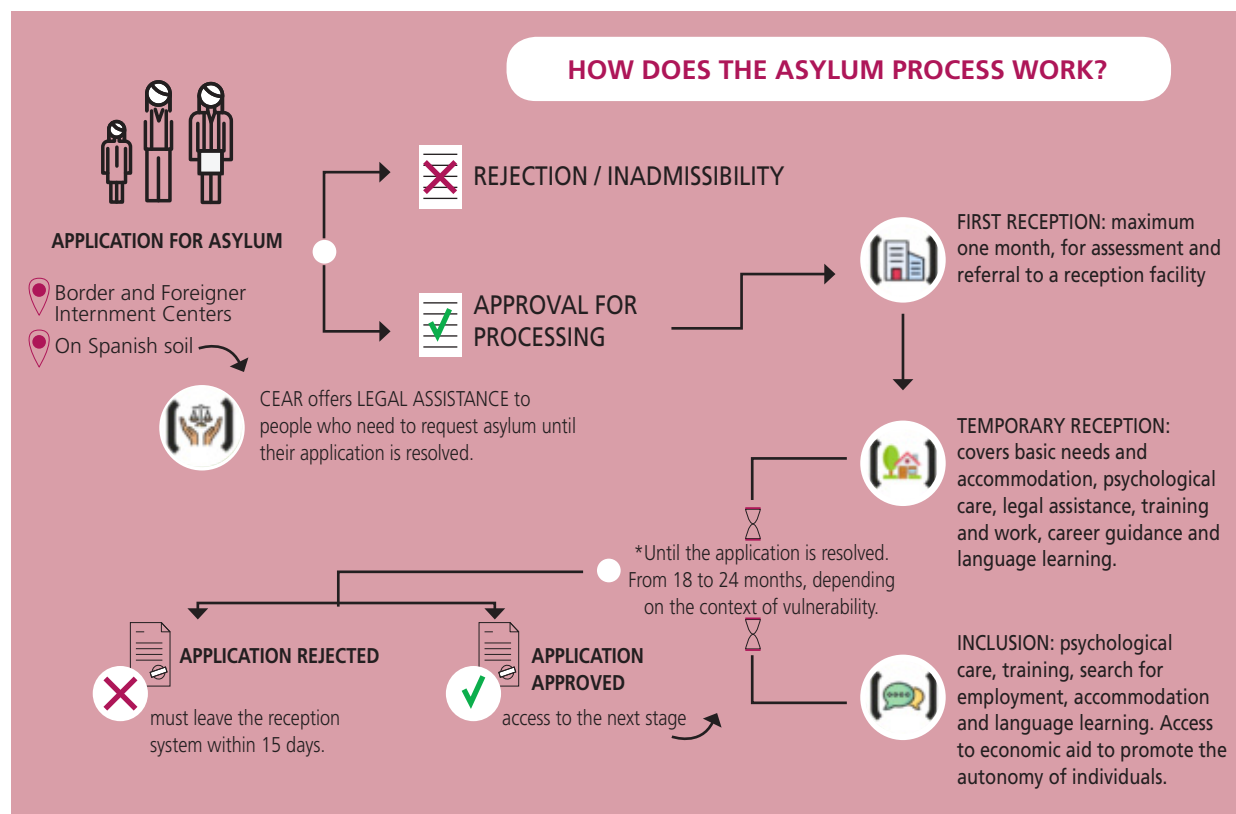 HOW DOES THE ASYLUM PROCESS WORK?
APPLICATION FOR ASYLUM
Border and Foreigner
Internment Centers
On Spanish soil
CEAR offers LEGAL ASSISTANCE to
people who need to request asylum until
their application is resolved.
REJECTION / INADMISSIBILITY
APPROVAL FOR
PROCESSING
FIRST RECEPTION: maximum
one month, for assessment and
referral to a reception facility
TEMPORARY RECEPTION:
covers basic needs and
accommodation, psychological
care, legal assistance, training
and work, career guidance and
language learning.
*Until the application is resolved.
From 18 to 24 months, depending
on the context of vulnerability.
APPLICATION REJECTED
must leave the reception
system within 15 days.
APPLICATION
APPROVED
access to the next stage
INCLUSION: psychological
care, training, search for
employment, accommodation
and language learning. Access
to economic aid to promote the
autonomy of individuals.